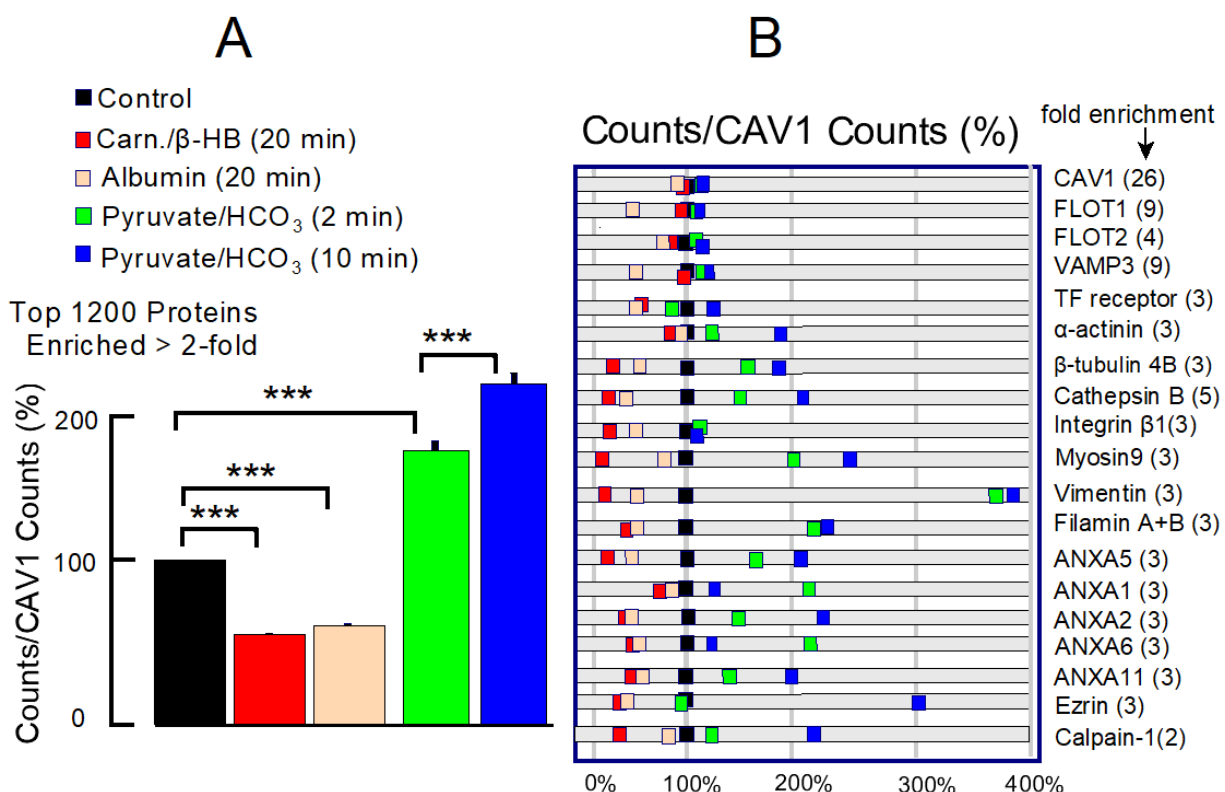 A
B
Control
Carn./β-HB (20 min)
Albumin (20 min)
Pyruvate/HCO₃ (2 min)
Pyruvate/HCO₃ (10 min)
Top 1200 Proteins
Enriched > 2-fold
***
***
***
***
200
100
0
Counts/CAV1 Counts (%)
Counts/CAV1 Counts (%)
fold enrichment
CAV1 (26)
FLOT1 (9)
FLOT2 (4)
VAMP3 (9)
TF receptor (3)
α-actinin (3)
β-tubulin 4B (3)
Cathepsin B (5)
Integrin β1(3)
Myosin9 (3)
Vimentin (3)
Filamin A+B (3)
ANXA5 (3)
ANXA1 (3)
ANXA2 (3)
ANXA6 (3)
ANXA11 (3)
Ezrin (3)
Calpain-1(2)
0% 100% 200% 300% 400%